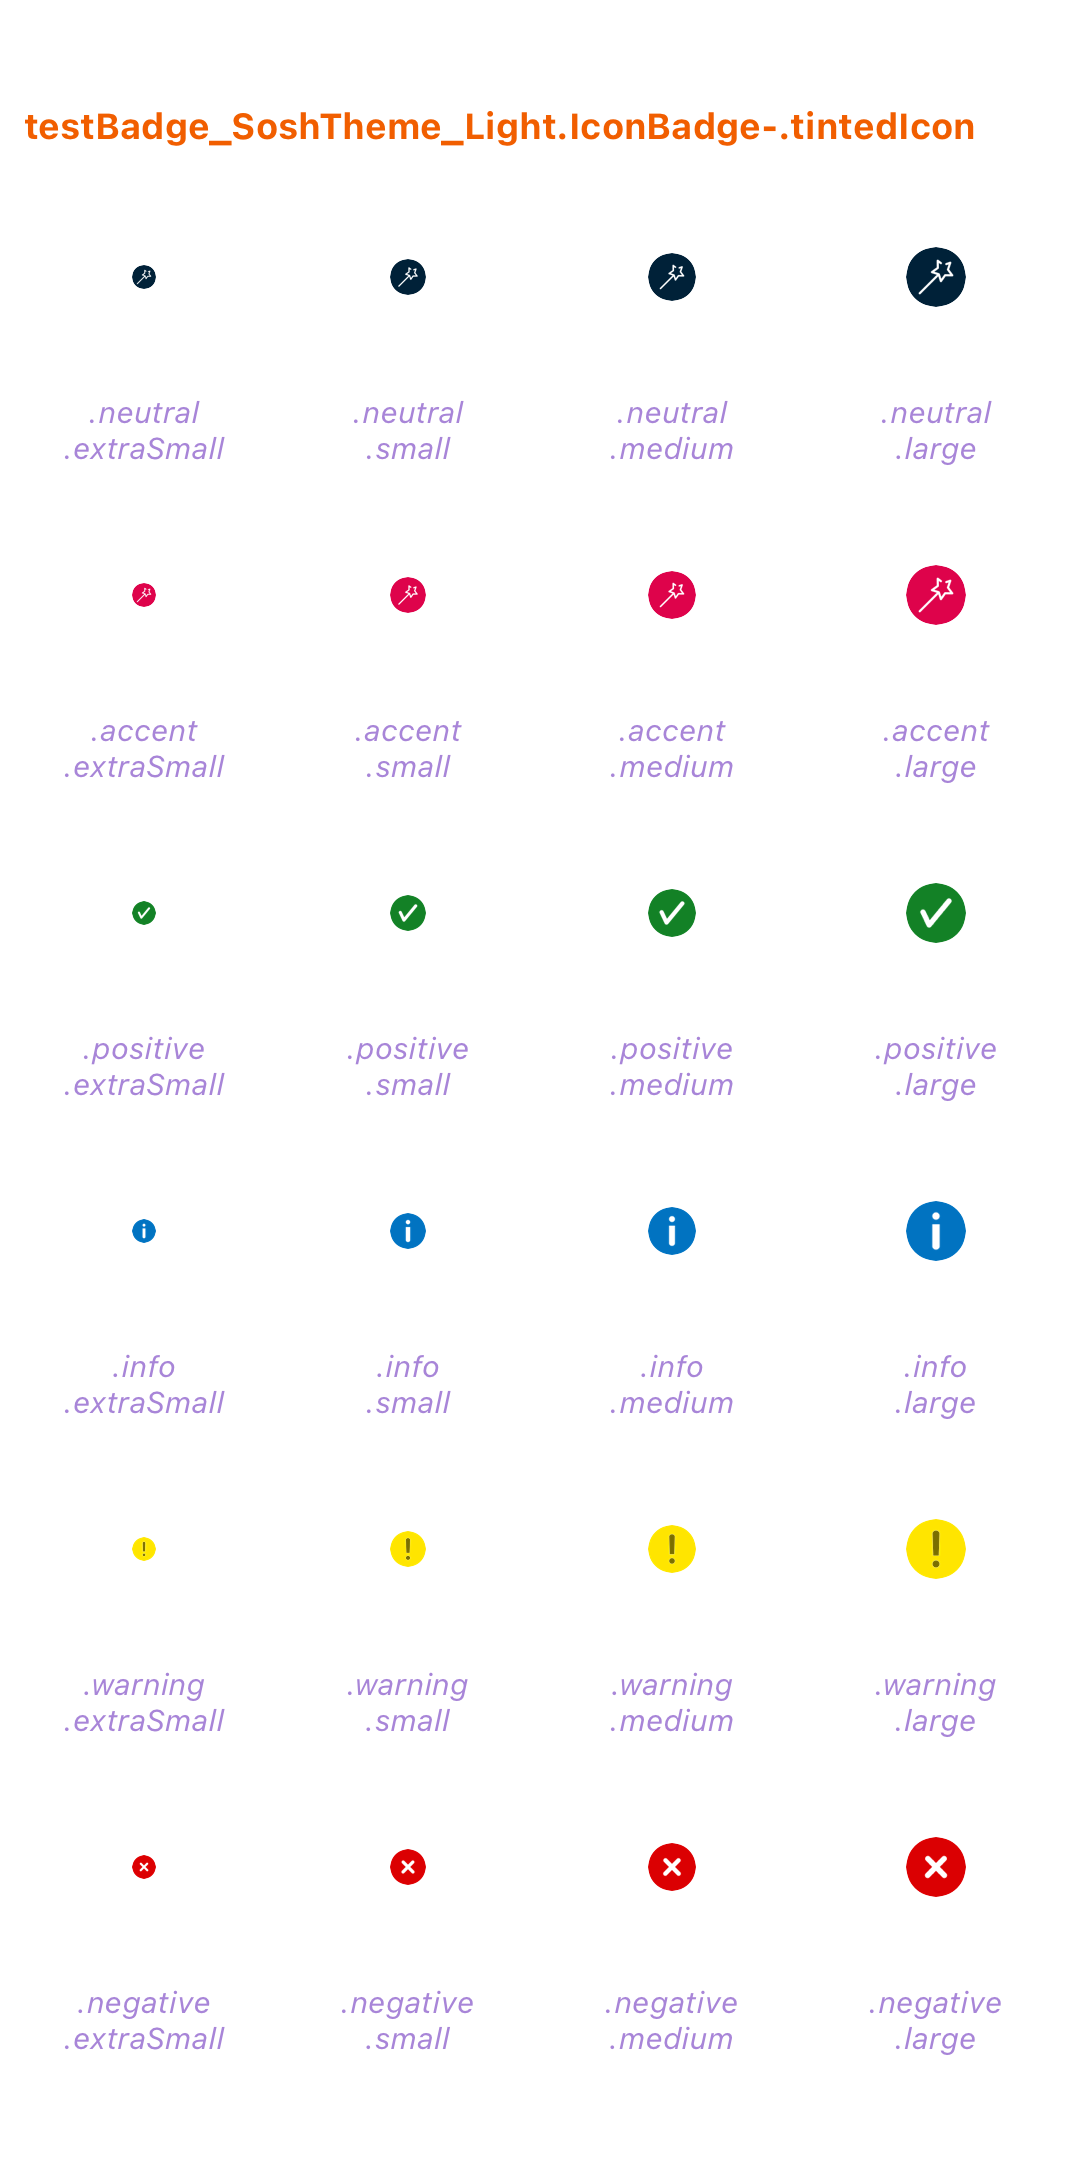 testBadge_SoshTheme_Light.IconBadge-.tintedIcon
.neutral .neutral .neutral .neutral
.extraSmall .small .medium .large
.accent .accent .accent .accent
.extraSmall .small .medium .large
.positive .positive .positive .positive
.extraSmall .small .medium .large
.info .info .info .info
.extraSmall .small .medium .large
.warning .warning .warning .warning
.extraSmall .small .medium .large
.negative .negative .negative .negative
.extraSmall .small .medium .large